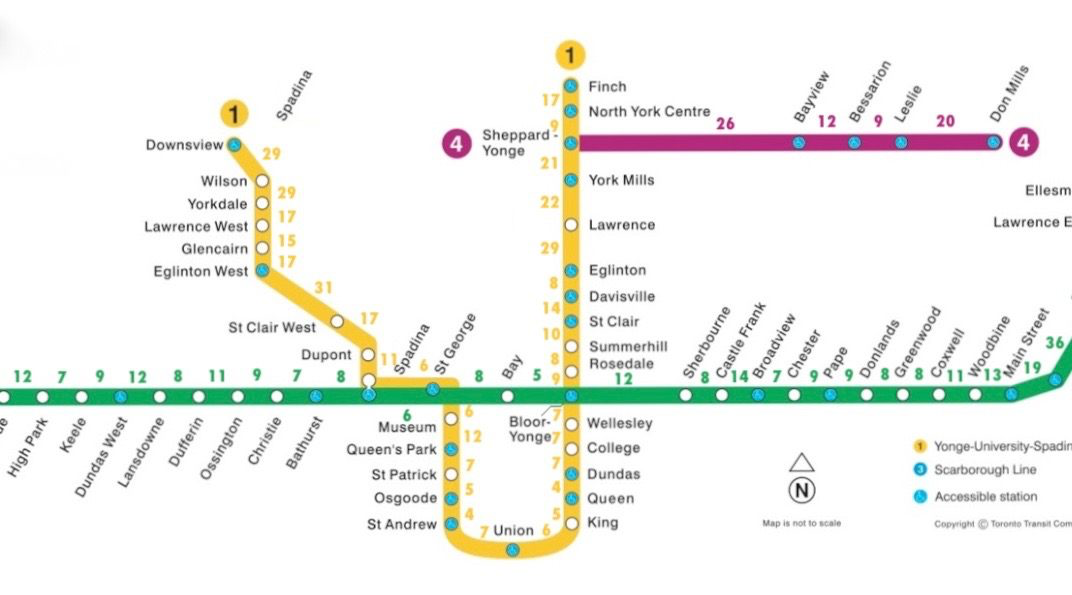 1
Finch
17
North York Centre
9
Sheppard -
Yonge
4
26
Bayview
12
Bessarion
9
Leslie
20
Don Mills
4
21
York Mills
22
Lawrence
29
Eglinton
8
Davisville
14
St Clair
10
Summerhill
8
Rosedale
9
1
Spadina
Downsview
29
Wilson
29
Yorkdale
17
Lawrence West
15
Glencairn
17
Eglinton West
31
St Clair West
17
Dupont
11
Spadina
6
St George
Ellesm
Lawrence E
12
High Park
7
Keele
9
Dundas West
12
Lansdowne
8
Dufferin
11
Ossington
9
Christie
7
Bathurst
8
6
8
Bay
5
Bloor-
Yonge
12
Sherbourne
8
Castle Frank
14
Broadview
7
Chester
9
Pape
9
Donlands
8
Greenwood
8
Coxwell
11
Woodbine
13
Main Street
19
36
6
Museum
12
Queen's Park
7
St Patrick
5
Osgoode
4
St Andrew
7
Union
6
7
Wellesley
7
College
7
Dundas
4
Queen
5
King
N
Map is not to scale
1 Yonge-University-Spadin
3 Scarborough Line
Accessible station
Copyright © Toronto Transit Com